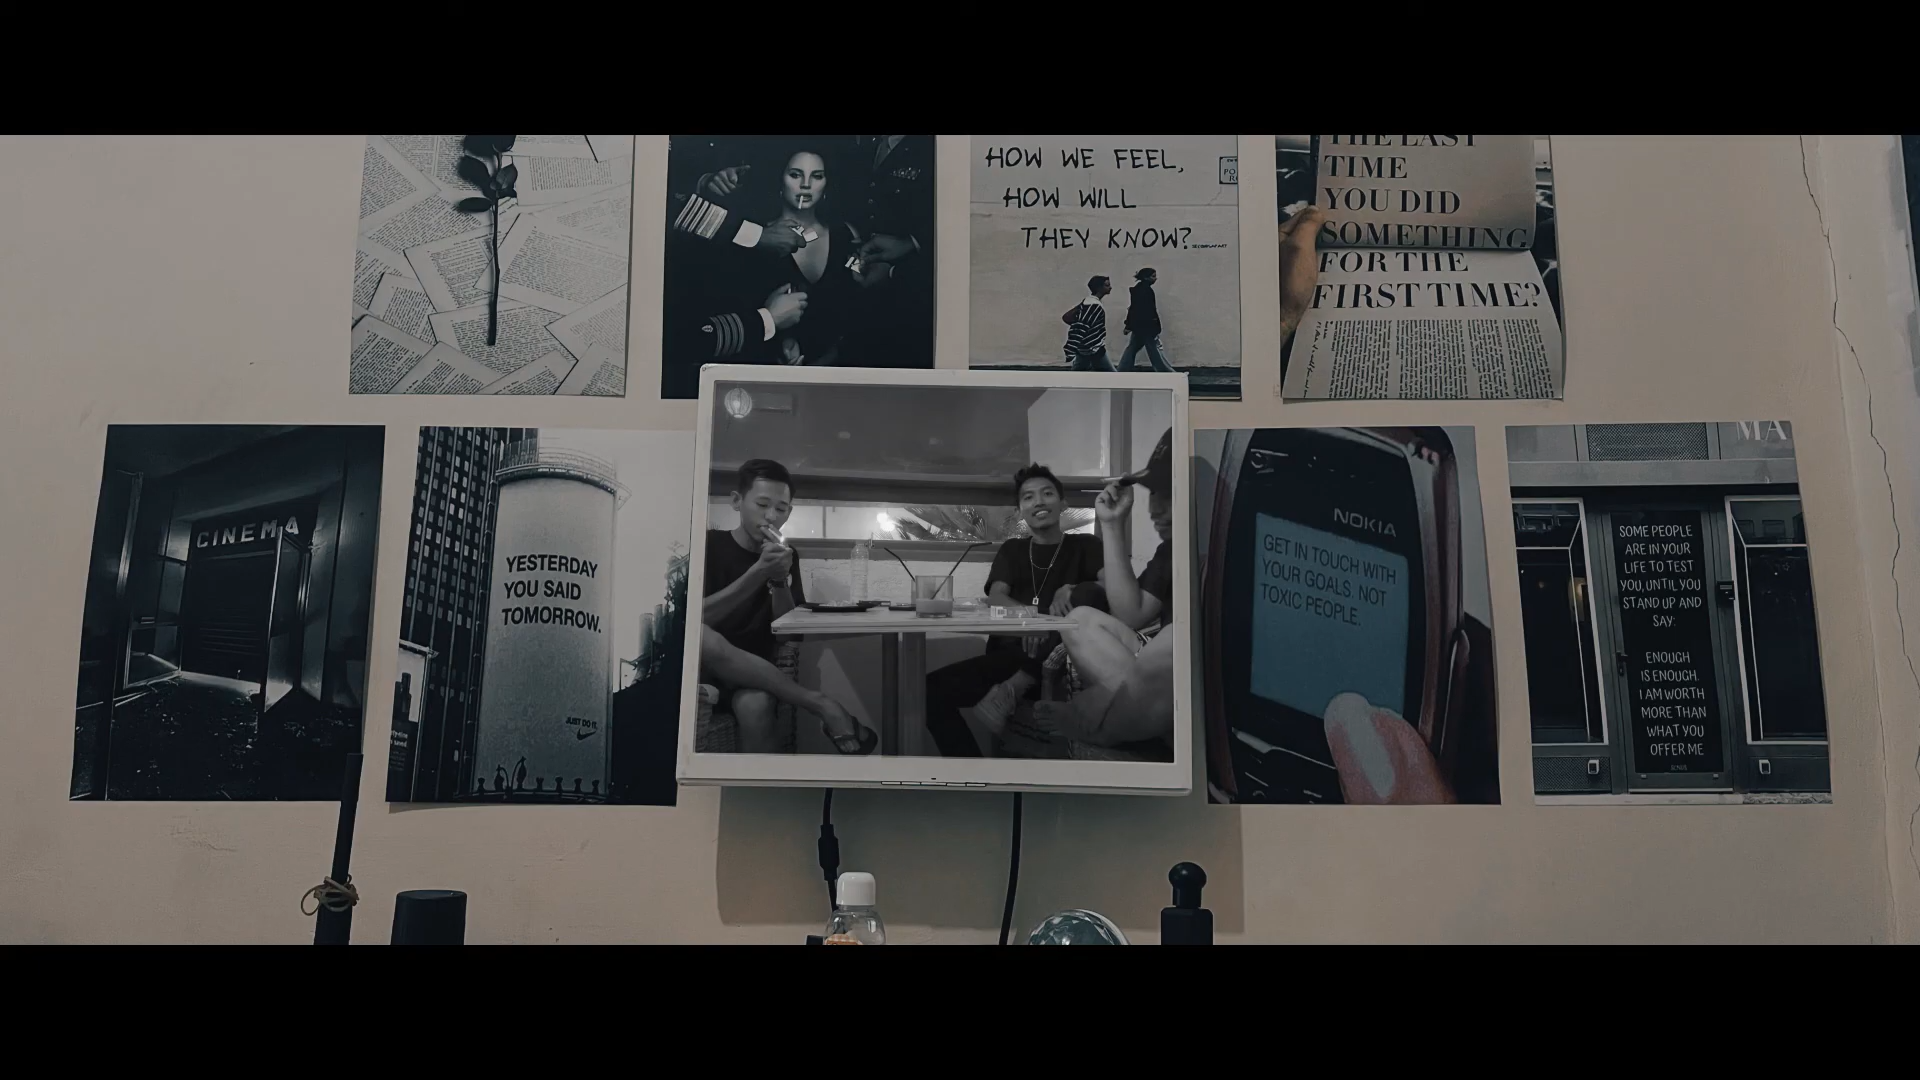 HOW WE FEEL,
HOW WILL
THEY KNOW?
THE LAST
TIME
YOU DID
SOMETHING
FOR THE
FIRST TIME?
CINEMA
YESTERDAY
YOU SAID
TOMORROW.
JUST DO IT.
NOKIA
GET IN TOUCH WITH
YOUR GOALS. NOT
TOXIC PEOPLE.
MA
SOME PEOPLE
ARE IN YOUR
LIFE TO TEST
YOU, UNTIL YOU
STAND UP AND
SAY:
ENOUGH
IS ENOUGH.
I AM WORTH
MORE THAN
WHAT YOU
OFFER ME